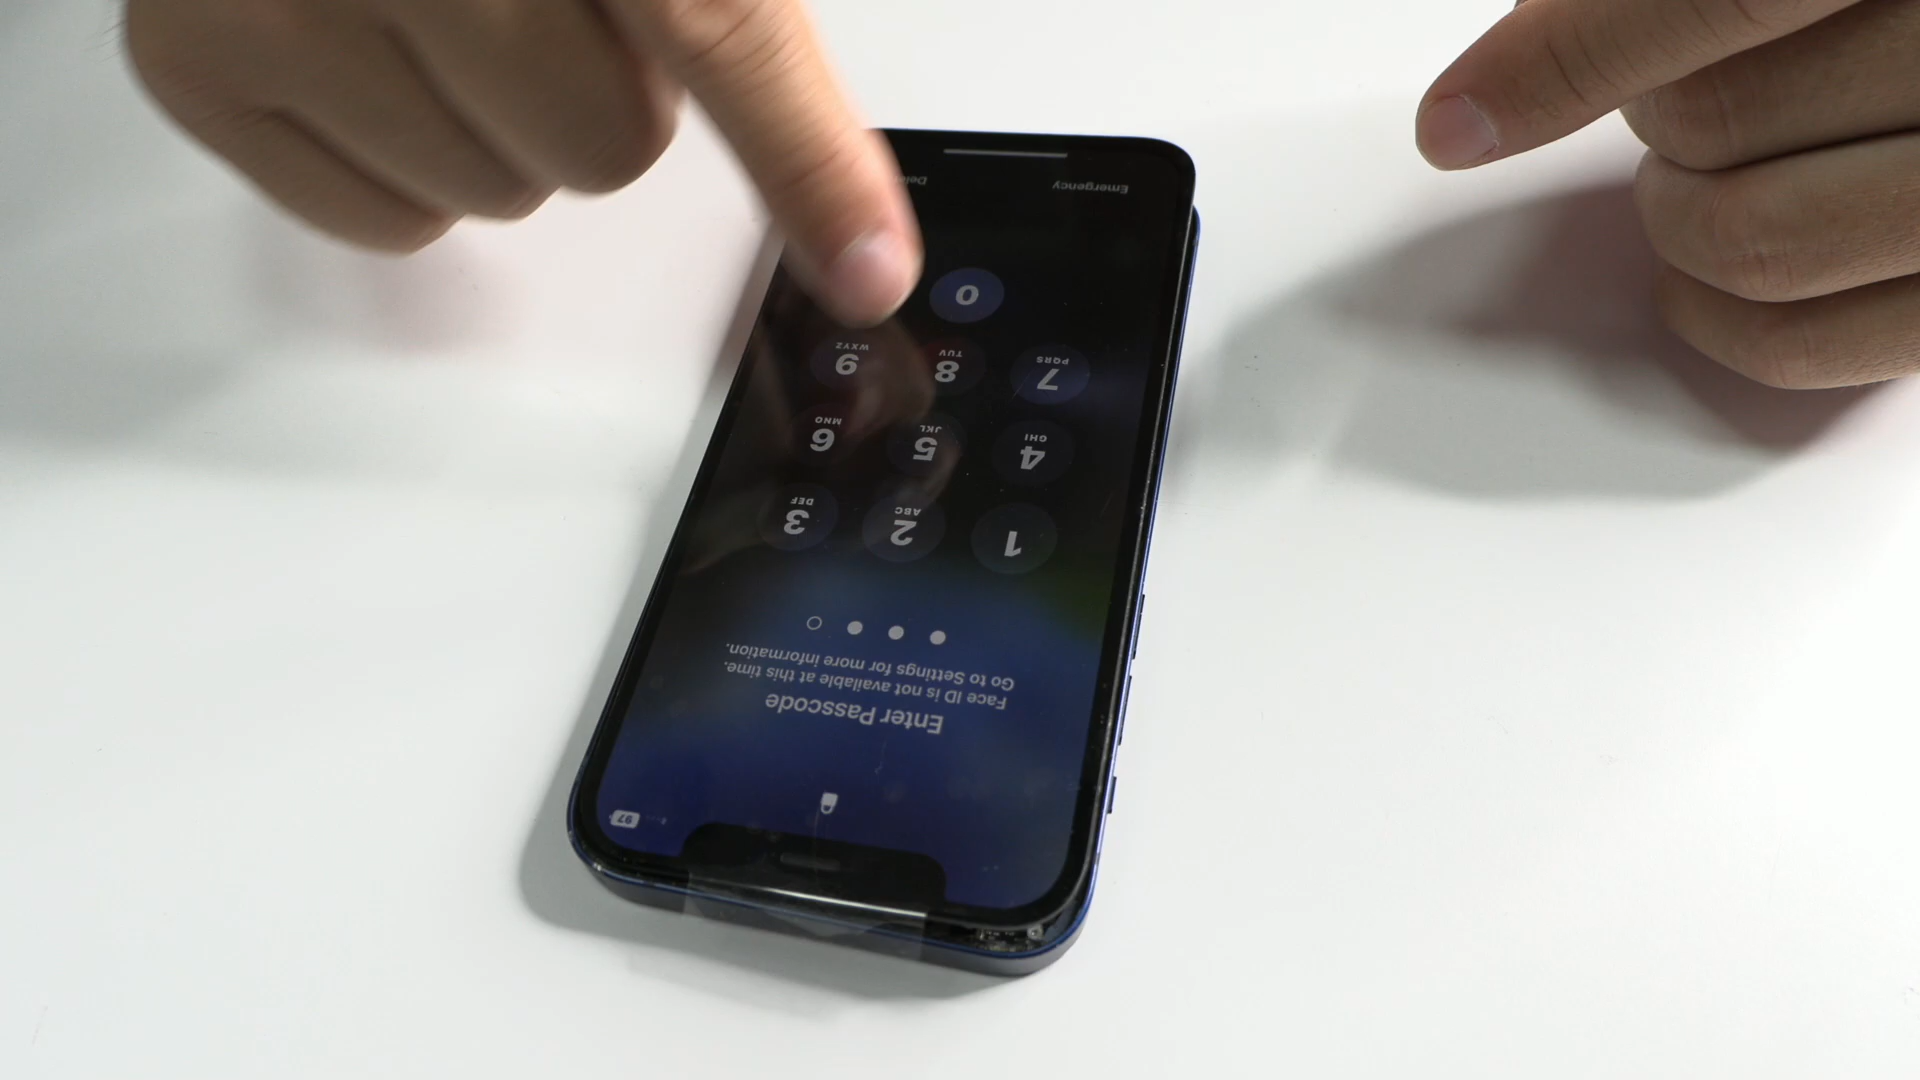 97
Enter Passcode
Face ID is not available at this time.
Go to Settings for more information.
1
2
ABC
3
DEF
4
GHI
5
JKL
6
MNO
7
PQRS
8
TUV
9
WXYZ
0
Emergency